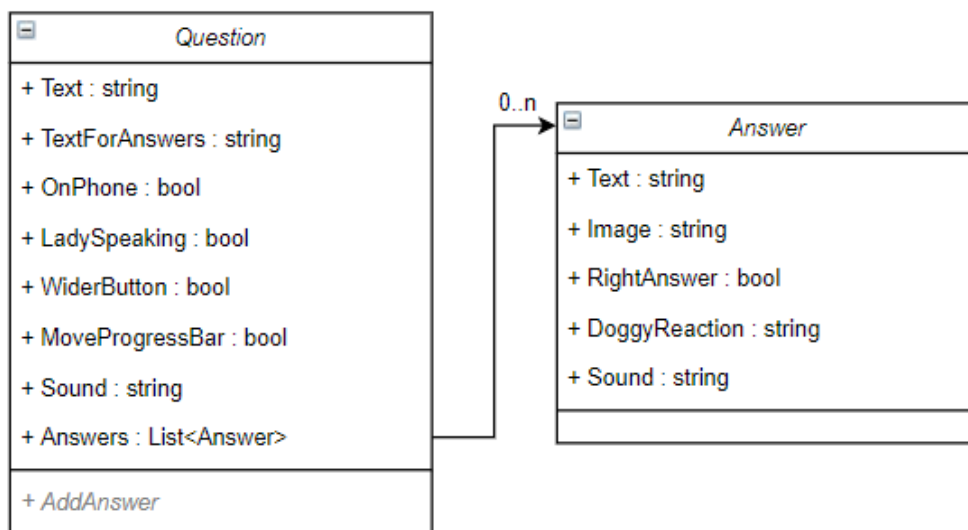 Question
+ Text : string
+ TextForAnswers : string
+ OnPhone : bool
+ LadySpeaking : bool
+ WiderButton : bool
+ MoveProgressBar : bool
+ Sound : string
+ Answers : List<Answer>
+ AddAnswer
0..n
Answer
+ Text : string
+ Image : string
+ RightAnswer : bool
+ DoggyReaction : string
+ Sound : string